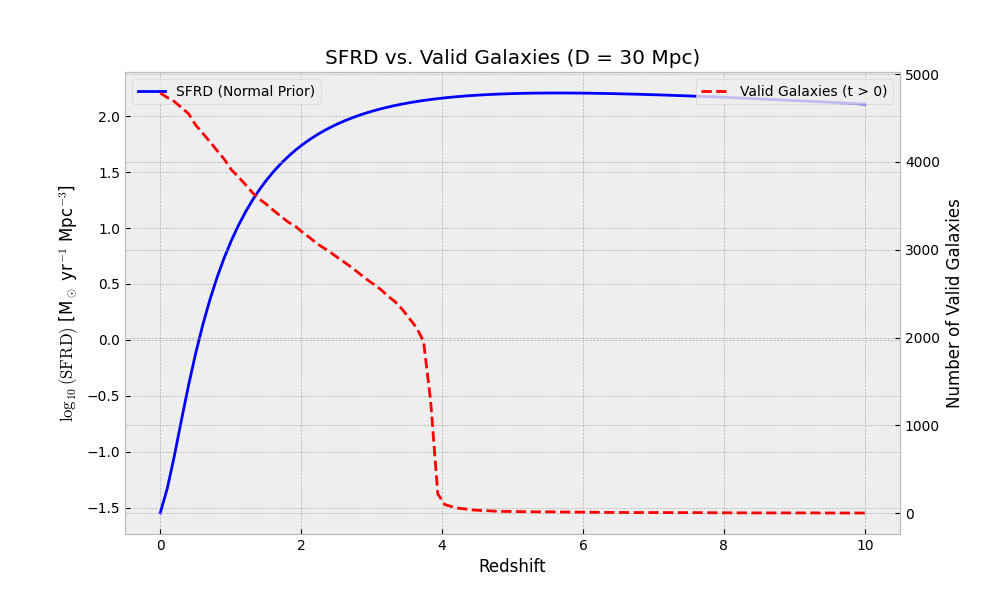 SFRD vs. Valid Galaxies (D = 30 Mpc)
SFRD (Normal Prior)
Valid Galaxies (t > 0)
log₁₀ (SFRD) [M☉ yr⁻¹ Mpc⁻³]
2.0
1.5
1.0
0.5
0.0
−0.5
−1.0
−1.5
5000
4000
3000
2000
1000
0
Number of Valid Galaxies
0 2 4 6 8 10
Redshift